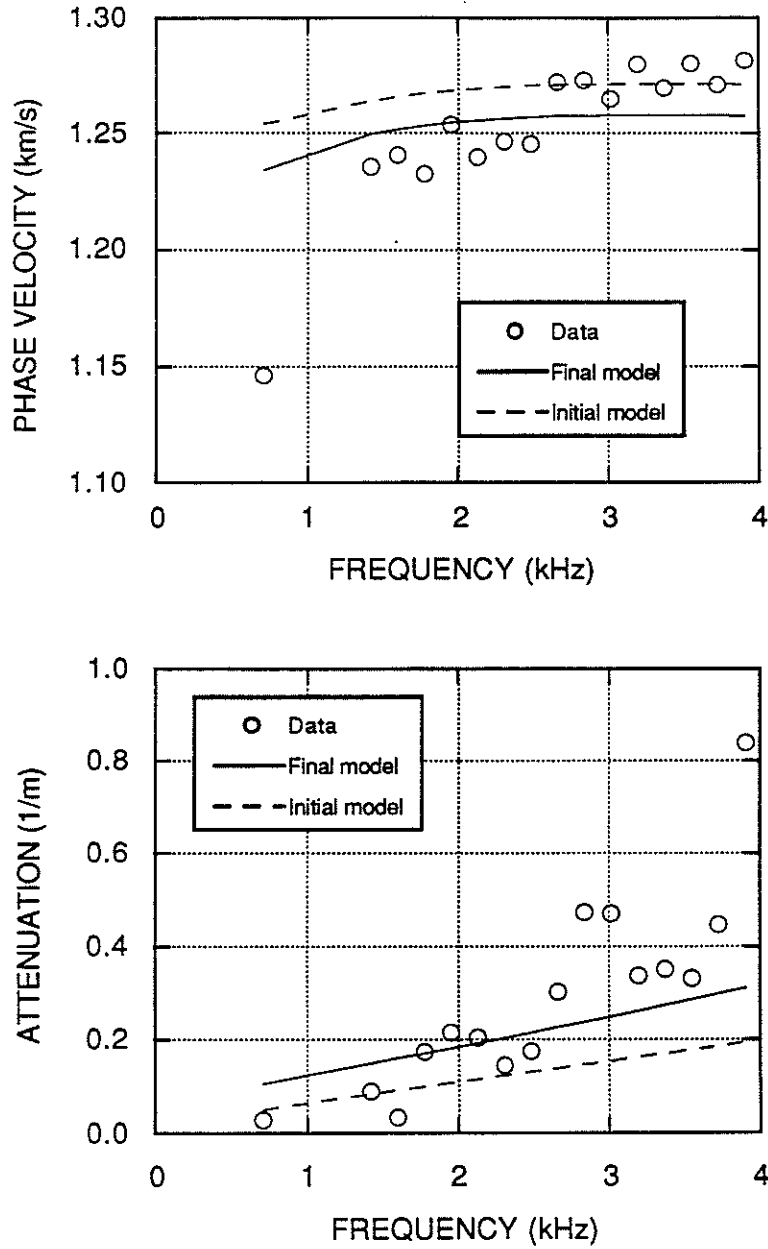 1.30
1.25
1.20
1.15
1.10
PHASE VELOCITY (km/s)
Data
Final model
Initial model
0 1 2 3 4
FREQUENCY (kHz)
1.0
0.8
0.6
0.4
0.2
0.0
ATTENUATION (1/m)
Data
Final model
Initial model
0 1 2 3 4
FREQUENCY (kHz)